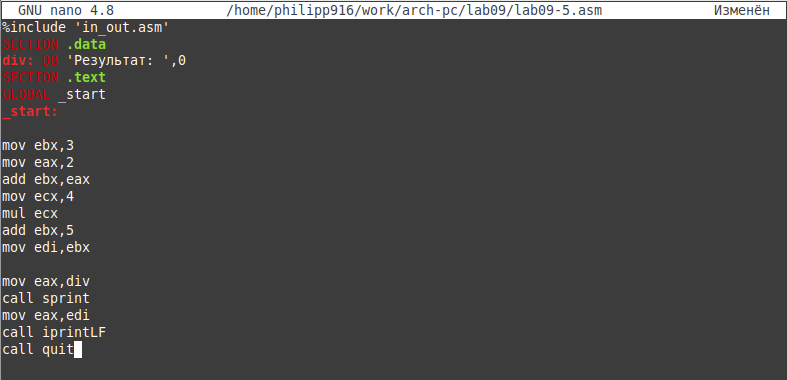 GNU nano 4.8 /home/philipp916/work/arch-pc/lab09/lab09-5.asm Изменён
%include 'in_out.asm'
SECTION .data
div: DB 'Результат: ',0
SECTION .text
GLOBAL _start
_start:
mov ebx,3
mov eax,2
add ebx,eax
mov ecx,4
mul ecx
add ebx,5
mov edi,ebx
mov eax,div
call sprint
mov eax,edi
call iprintLF
call quit